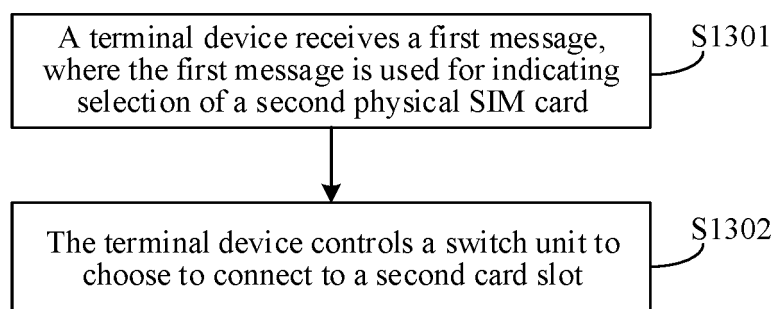 A terminal device receives a first message,
where the first message is used for indicating
selection of a second physical SIM card
S1301
The terminal device controls a switch unit to
choose to connect to a second card slot
S1302